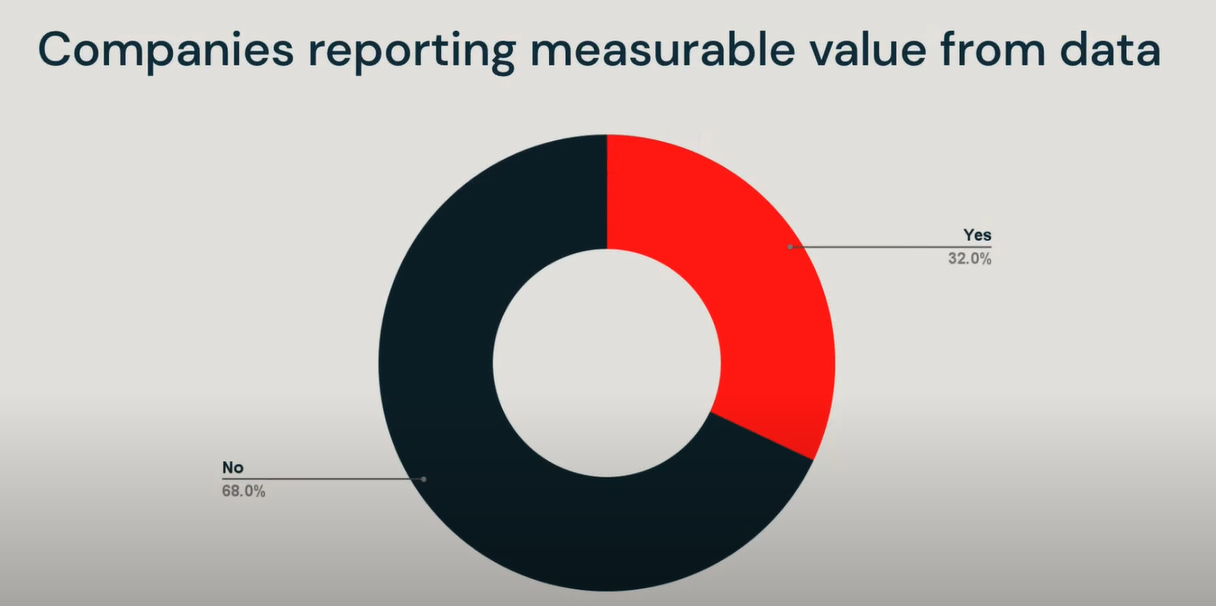 Companies reporting measurable value from data
Yes
32.0%
No
68.0%